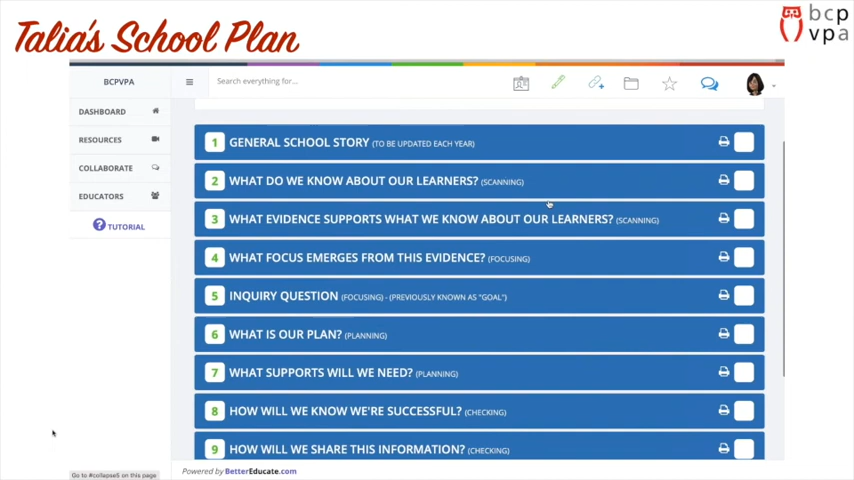 Talia's School Plan
bcp
vpa
BCPVPA
Search everything for...
DASHBOARD
RESOURCES
COLLABORATE
EDUCATORS
? TUTORIAL
1 GENERAL SCHOOL STORY (TO BE UPDATED EACH YEAR)
2 WHAT DO WE KNOW ABOUT OUR LEARNERS? (SCANNING)
3 WHAT EVIDENCE SUPPORTS WHAT WE KNOW ABOUT OUR LEARNERS? (SCANNING)
4 WHAT FOCUS EMERGES FROM THIS EVIDENCE? (FOCUSING)
5 INQUIRY QUESTION (FOCUSING) - (PREVIOUSLY KNOWN AS "GOAL")
6 WHAT IS OUR PLAN? (PLANNING)
7 WHAT SUPPORTS WILL WE NEED? (PLANNING)
8 HOW WILL WE KNOW WE'RE SUCCESSFUL? (CHECKING)
9 HOW WILL WE SHARE THIS INFORMATION? (CHECKING)
Go to #collapse5 on this page
Powered by BetterEducate.com